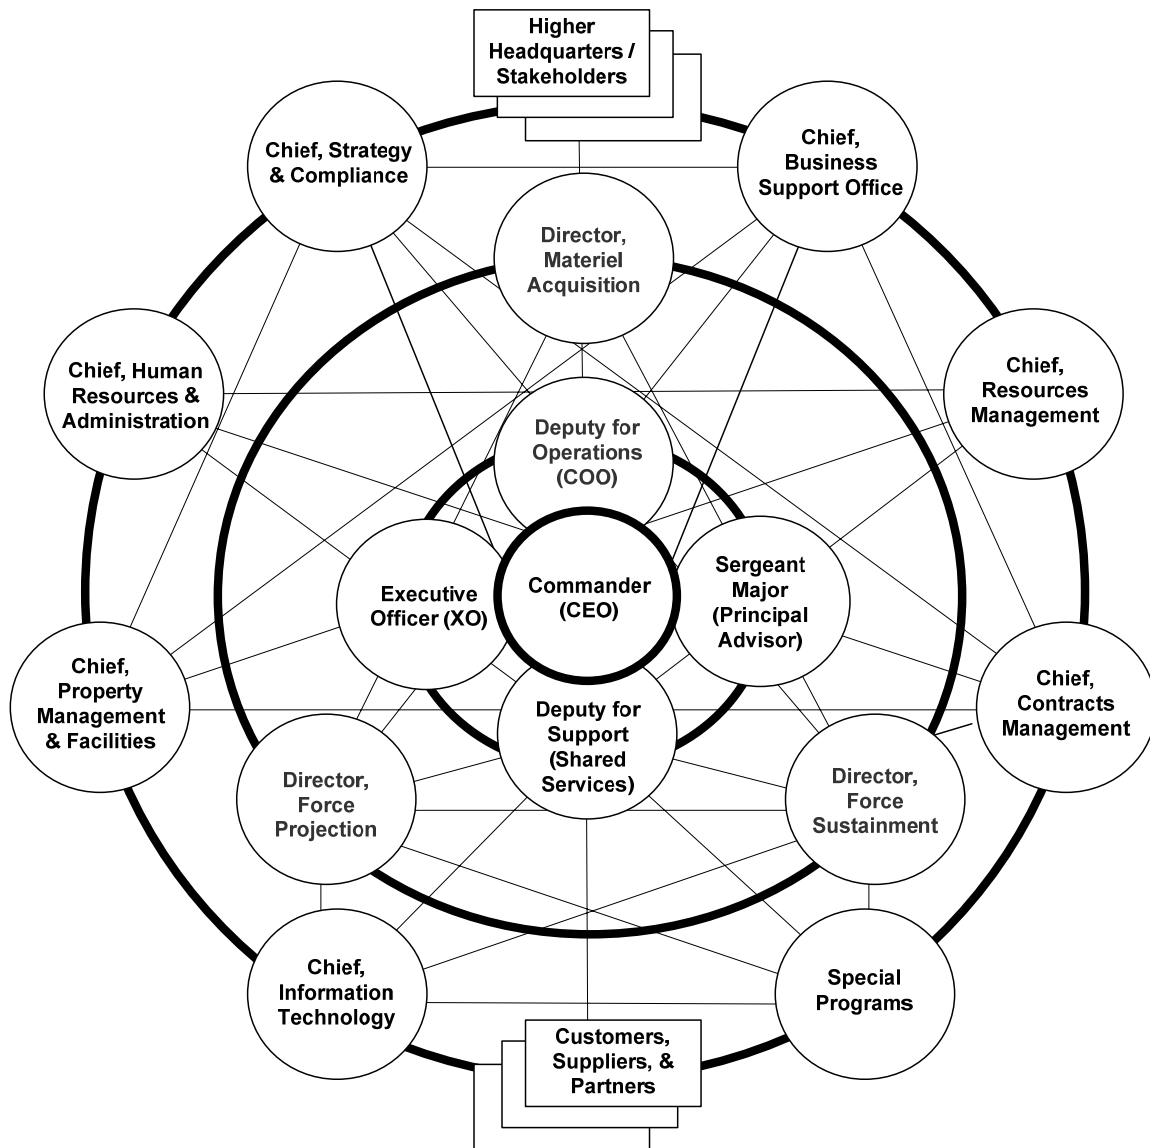 Higher
Headquarters /
Stakeholders
Chief, Strategy
& Compliance
Chief,
Business
Support Office
Director,
Materiel
Acquisition
Chief, Human
Resources &
Administration
Chief,
Resources
Management
Deputy for
Operations
(COO)
Executive
Officer (XO)
Commander
(CEO)
Sergeant
Major
(Principal
Advisor)
Chief,
Property
Management
& Facilities
Chief,
Contracts
Management
Deputy for
Support
(Shared
Services)
Director,
Force
Projection
Director,
Force
Sustainment
Chief,
Information
Technology
Special
Programs
Customers,
Suppliers, &
Partners